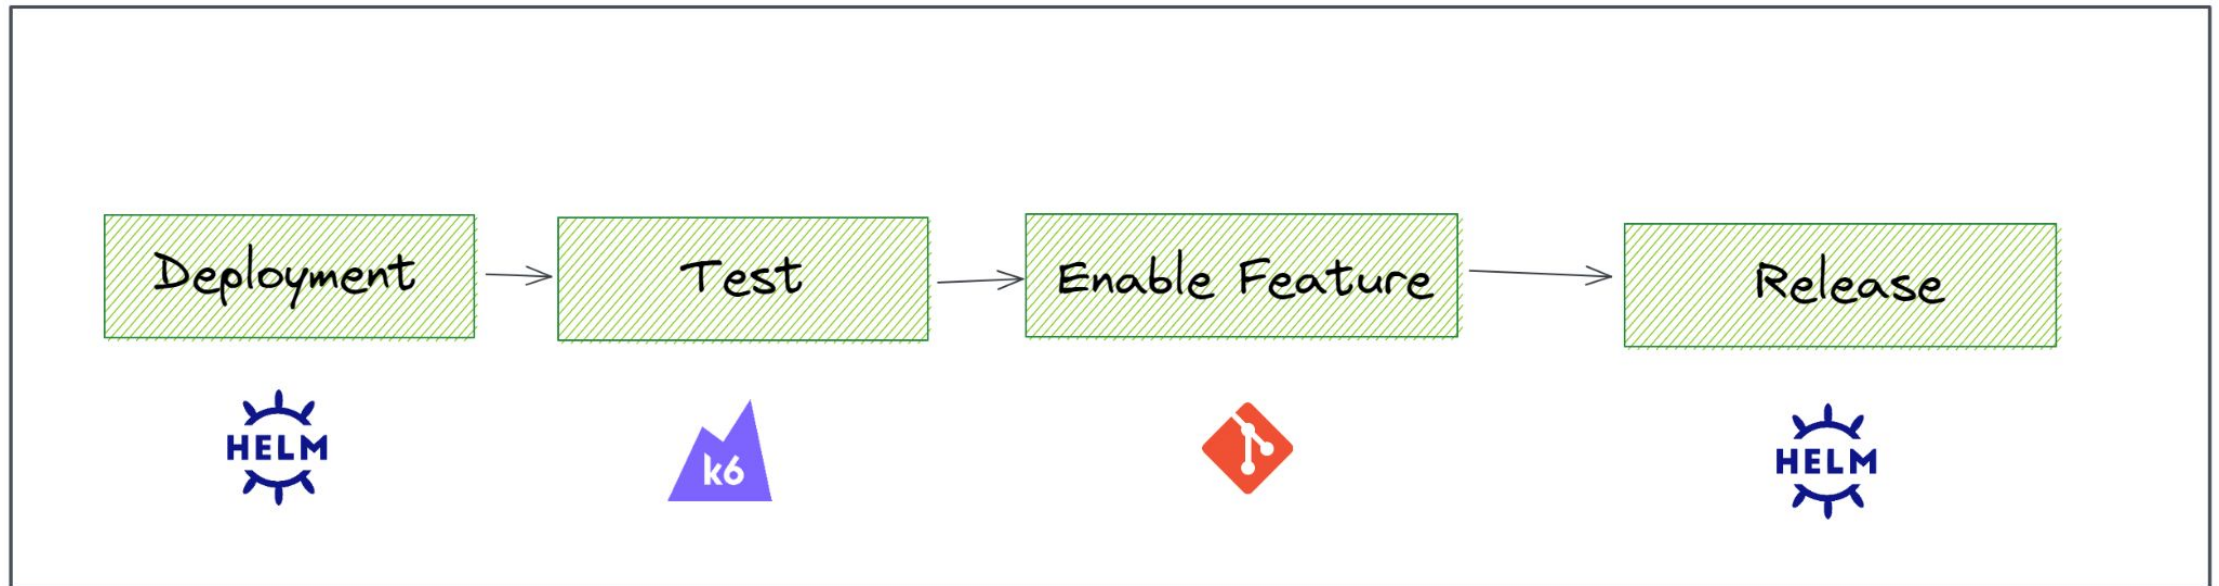 Deployment
Test
Enable Feature
Release
HELM
k6
HELM